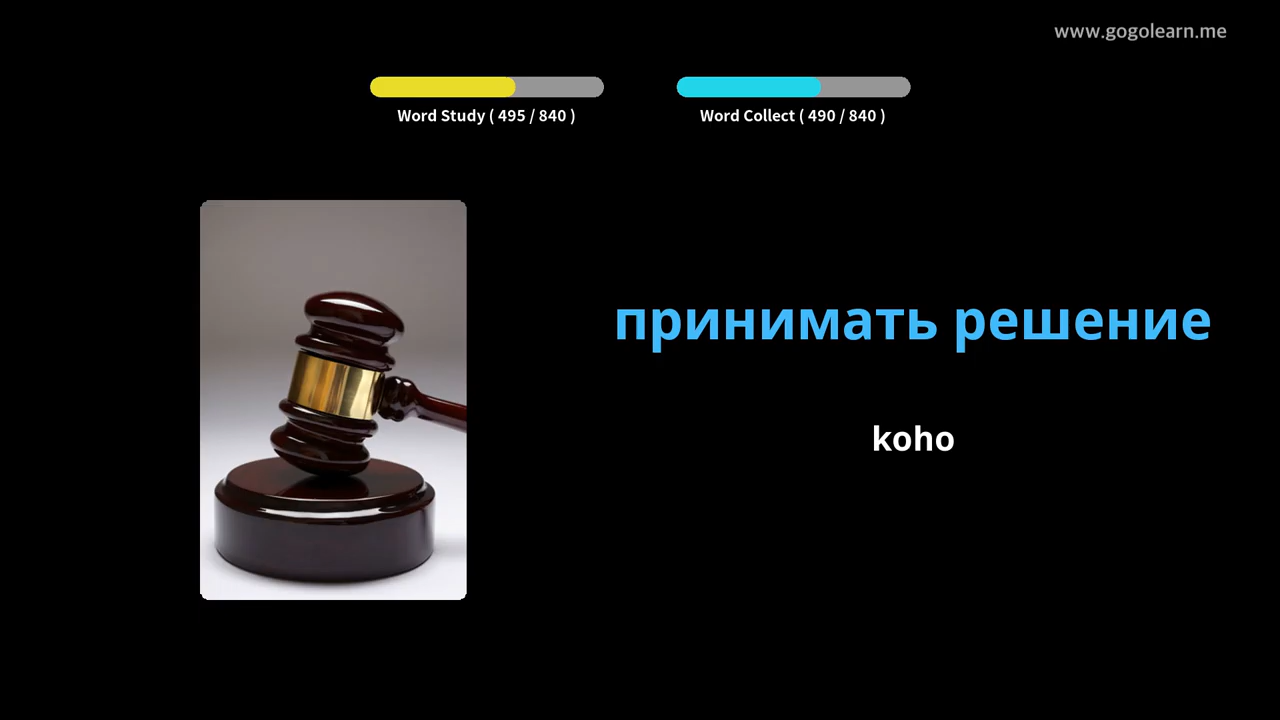 www.gogolearn.me
Word Study ( 495 / 840 )
Word Collect ( 490 / 840 )
принимать решение
koho